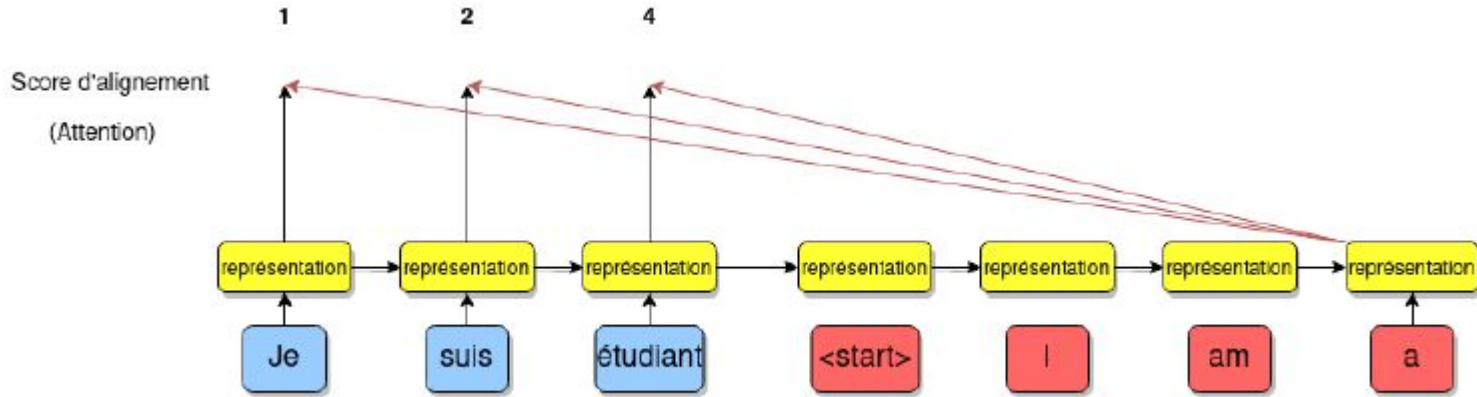 1 2 4
Score d'alignement
(Attention)
représentation représentation représentation représentation représentation représentation représentation
Je suis étudiant <start> I am a